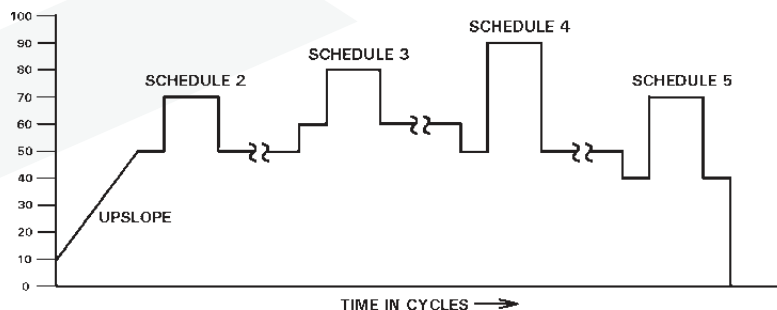 100
90
80
70
60
50
40
30
20
10
0
SCHEDULE 2
SCHEDULE 3
SCHEDULE 4
SCHEDULE 5
UPSLOPE
TIME IN CYCLES